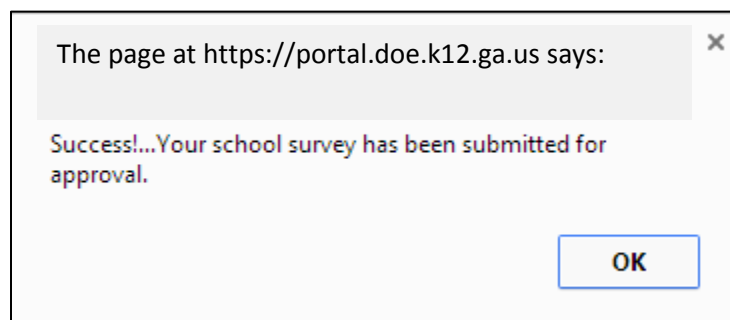 The page at https://portal.doe.k12.ga.us says:
Success!...Your school survey has been submitted for
approval.
OK